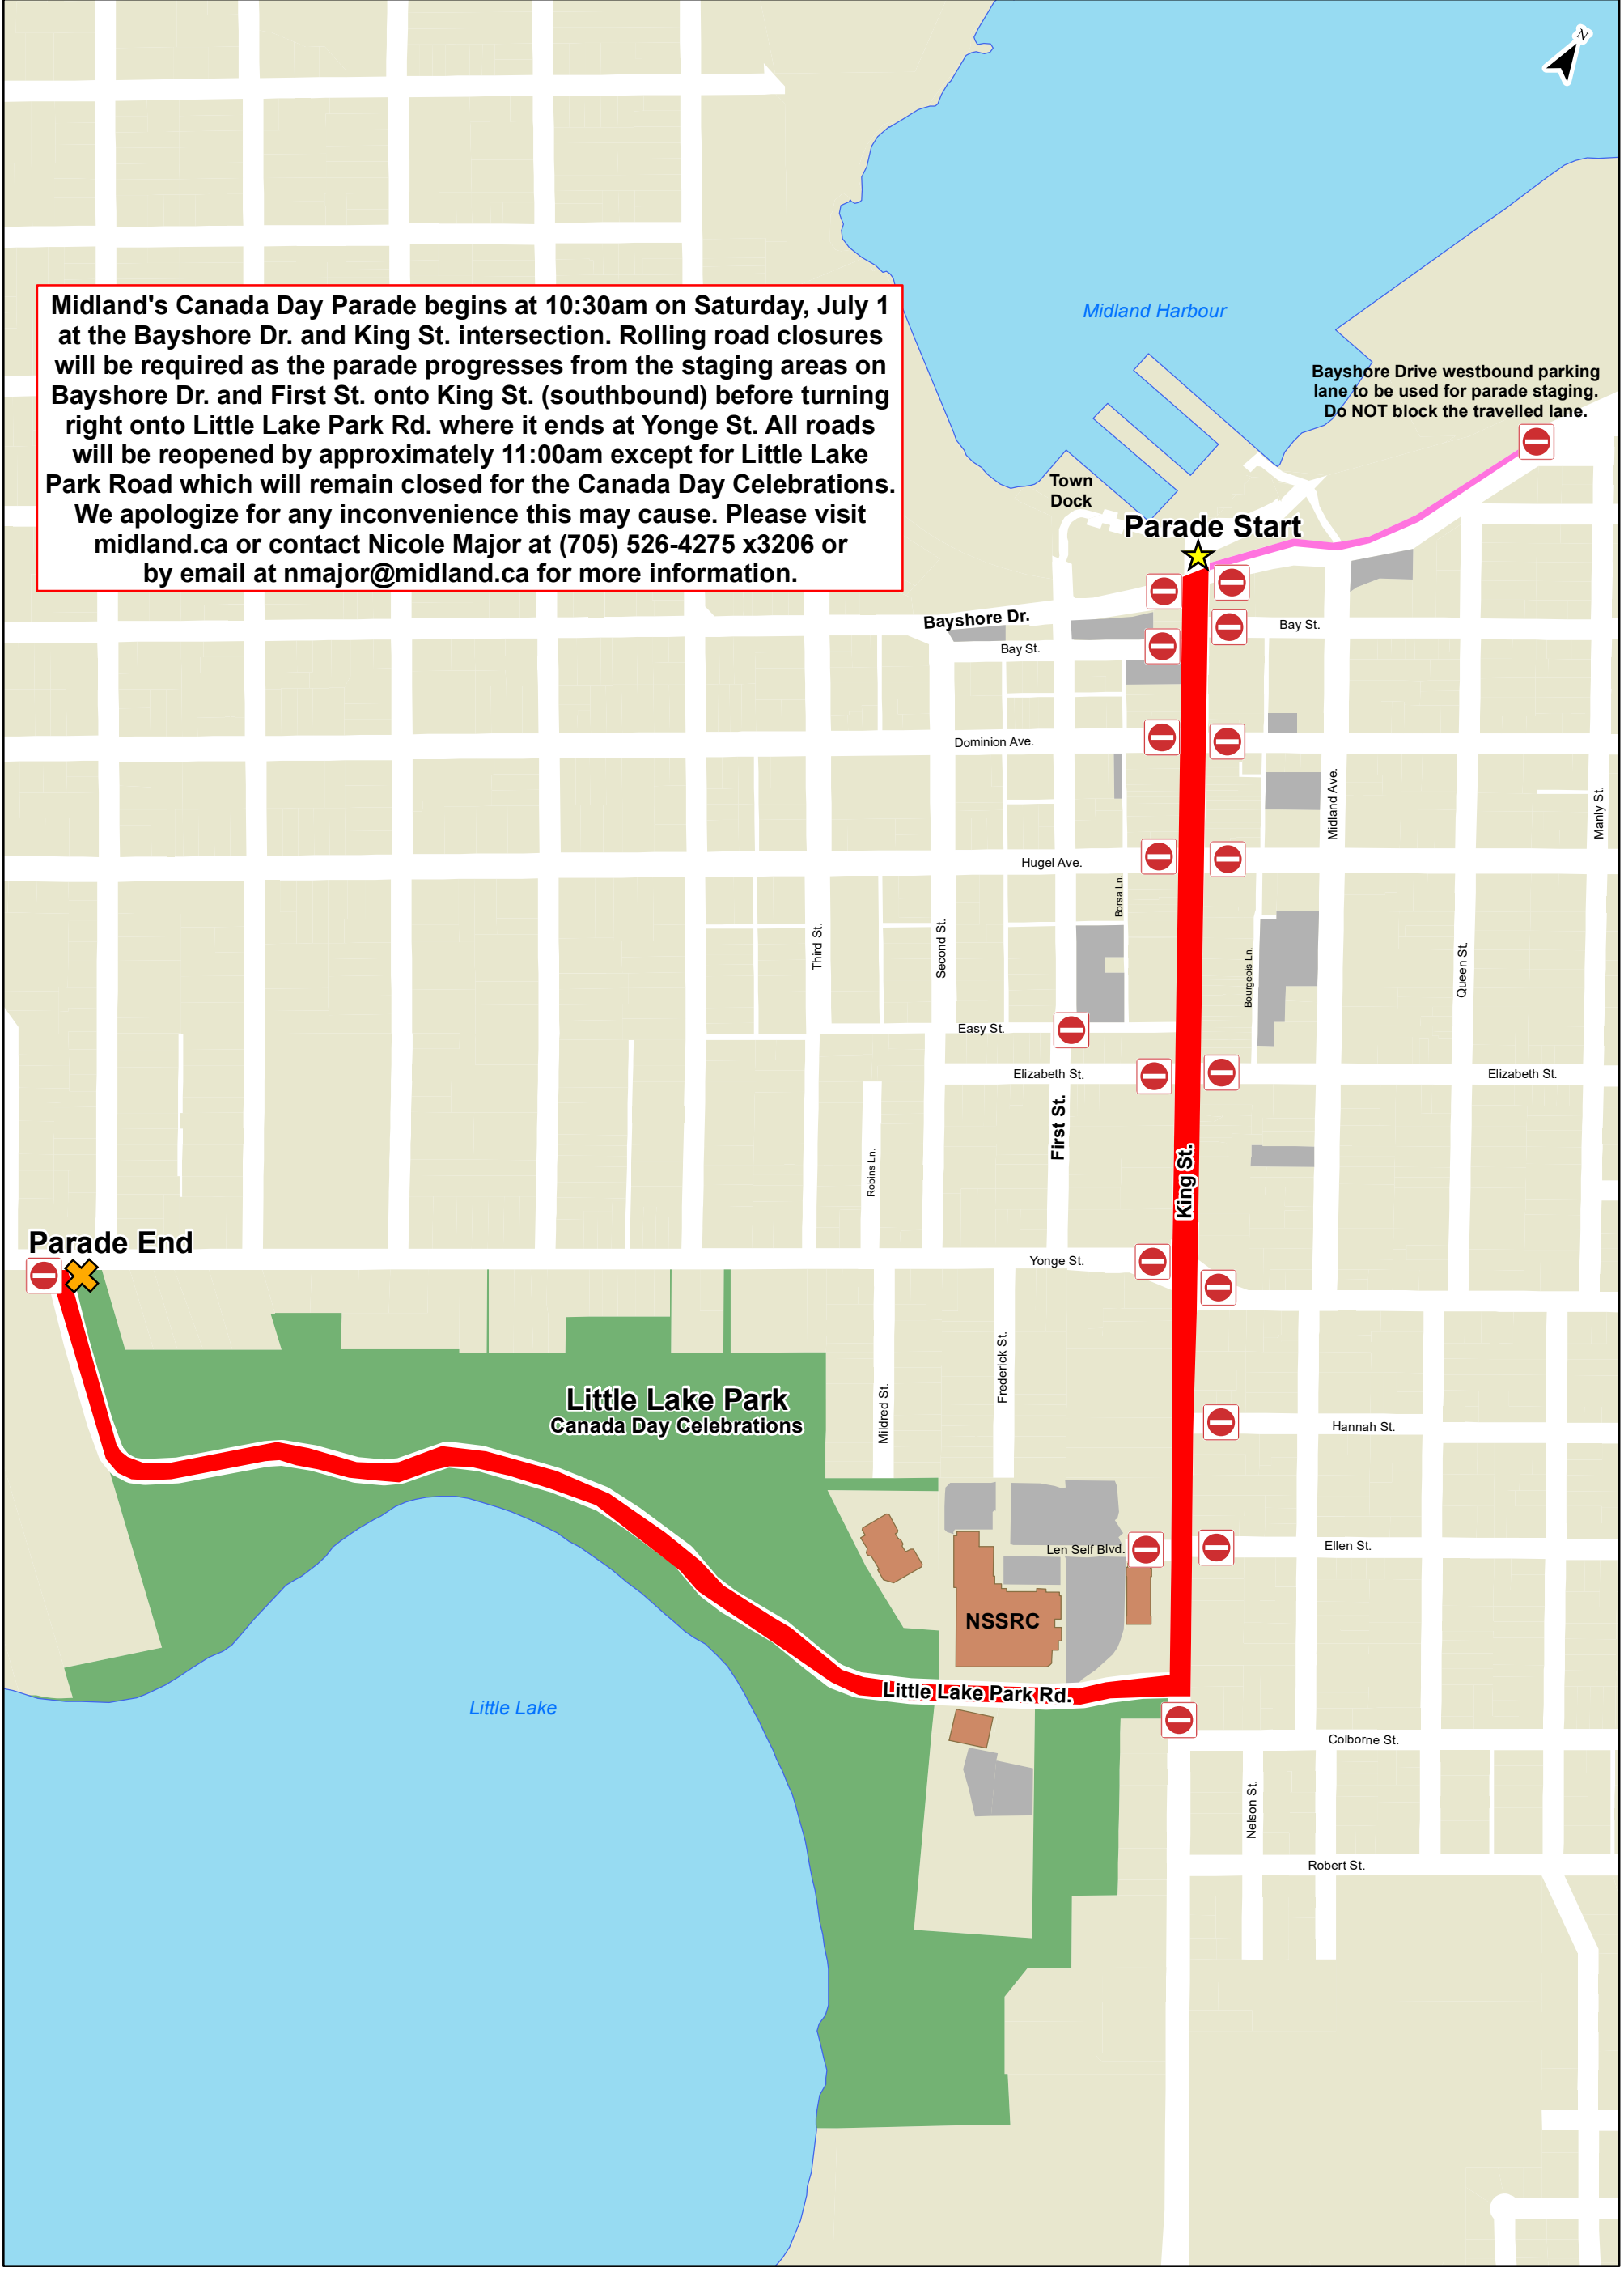 N
Midland's Canada Day Parade begins at 10:30am on Saturday, July 1
at the Bayshore Dr. and King St. intersection. Rolling road closures
will be required as the parade progresses from the staging areas on
Bayshore Dr. and First St. onto King St. (southbound) before turning
right onto Little Lake Park Rd. where it ends at Yonge St. All roads
will be reopened by approximately 11:00am except for Little Lake
Park Road which will remain closed for the Canada Day Celebrations.
We apologize for any inconvenience this may cause. Please visit
midland.ca or contact Nicole Major at (705) 526-4275 x3206 or
by email at nmajor@midland.ca for more information.
Midland Harbour
Bayshore Drive westbound parking
lane to be used for parade staging.
Do NOT block the travelled lane.
Town
Dock
Parade Start
Bayshore Dr.
Bay St.
Bay St.
Dominion Ave.
Midland Ave.
Manly St.
Hugel Ave.
Borsa Ln.
Third St.
Second St.
Bourgeois Ln.
Queen St.
Easy St.
Elizabeth St.
Elizabeth St.
First St.
Robins Ln.
King St.
Parade End
Yonge St.
Little Lake Park
Canada Day Celebrations
Mildred St.
Frederick St.
Hannah St.
Len Self Blvd.
Ellen St.
NSSRC
Little Lake Park Rd.
Little Lake
Colborne St.
Nelson St.
Robert St.